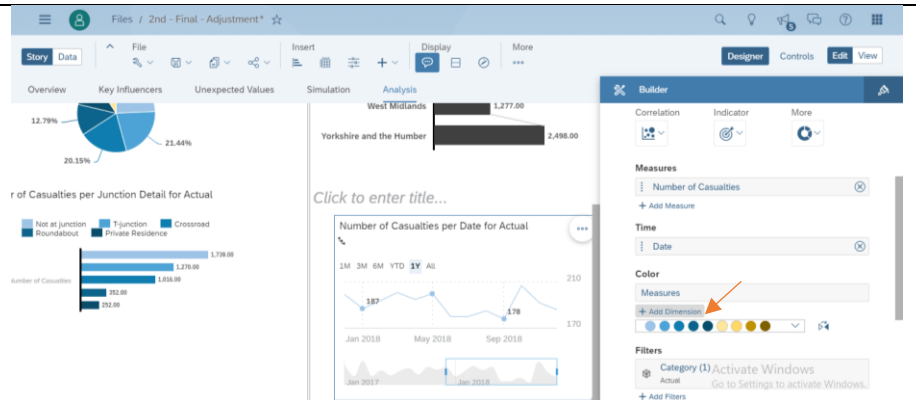 Files / 2nd - Final - Adjustment* ☆
5
Story Data
File
Insert
Display
More
Designer Controls Edit View
Overview Key Influencers Unexpected Values Simulation Analysis
Builder
12.79%
21.44%
20.15%
West Midlands 1,277.00
Yorkshire and the Humber 2,498.00
r of Casualties per Junction Detail for Actual
Not at junction T-junction Crossroad
Roundabout Private Residence
1,739.00
1,270.00
Number of Casualties 1,016.00
352.00
252.00
Click to enter title...
Number of Casualties per Date for Actual
1M 3M 6M YTD 1Y All
210
187
178
170
Jan 2018 May 2018 Sep 2018
Jan 2017 Jan 2018
Correlation Indicator More
Measures
Number of Casualties
+ Add Measure
Time
Date
Color
Measures
+ Add Dimension
Filters
Category (1)
Actual
+ Add Filters
Activate Windows
Go to Settings to activate Windows.